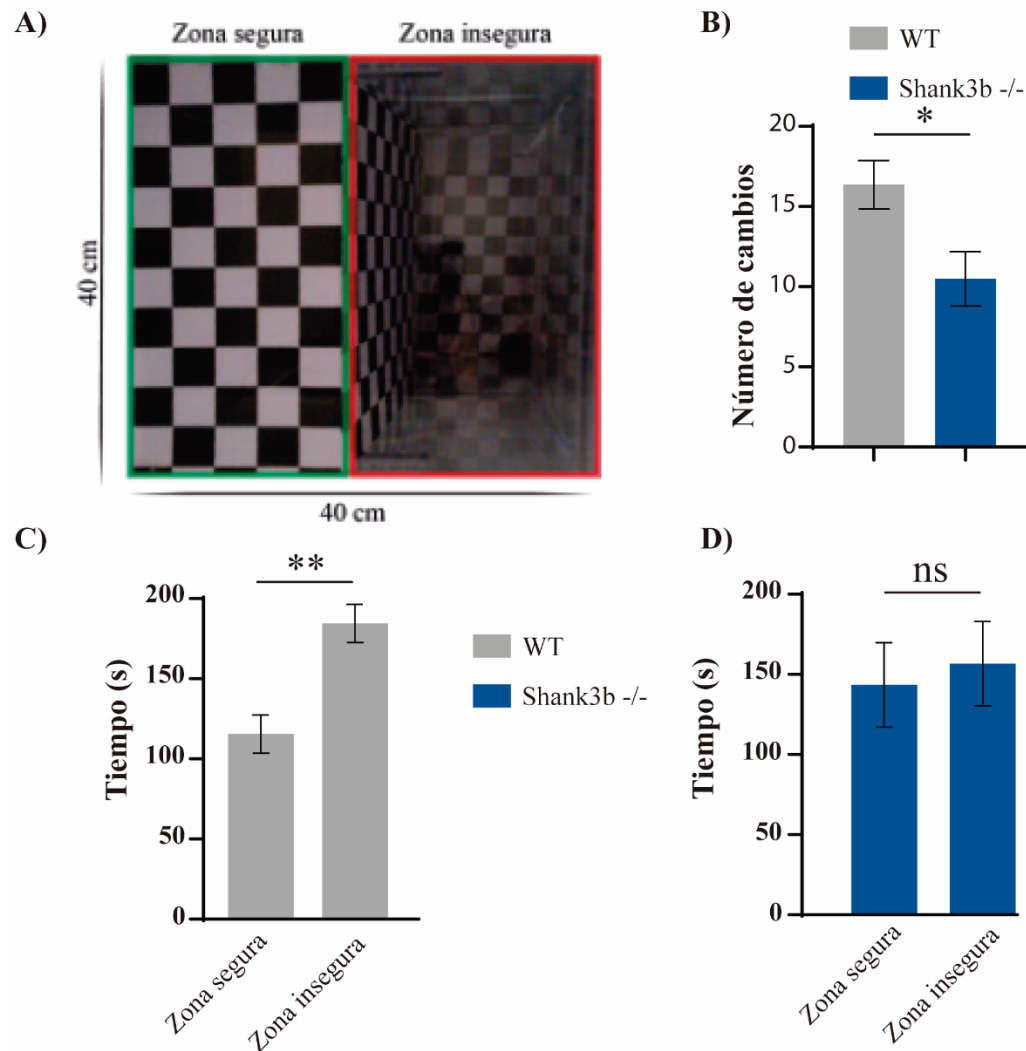 A)
Zona segura
Zona insegura
40 cm
40 cm
B)
WT
Shank3b -/-
*
20
15
10
5
0
Número de cambios
C)
**
200
150
100
50
0
Tiempo (s)
Zona segura
Zona insegura
WT
Shank3b -/-
D)
ns
200
150
100
50
0
Tiempo (s)
Zona segura
Zona insegura